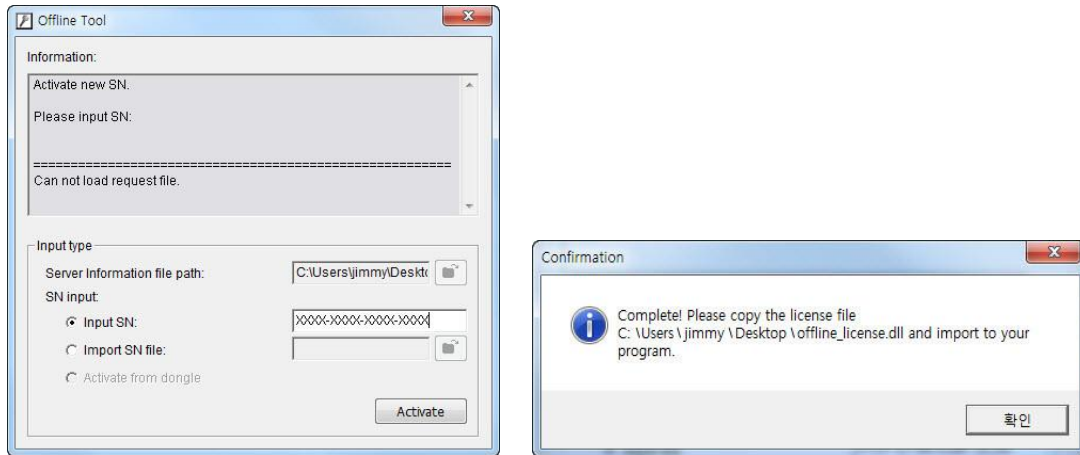 Offline Tool
Information:
Activate new SN.
Please input SN:
========================================================
Can not load request file.
Input type
Server Information file path:
C:\Users\jimmy\Deskt
SN input:
Input SN:
XXXX-XXXX-XXXX-XXXX
Import SN file:
Activate from dongle
Activate
Confirmation
Complete! Please copy the license file
C: \Users \ jimmy \ Desktop \offline_license.dll and import to your
program.
확인